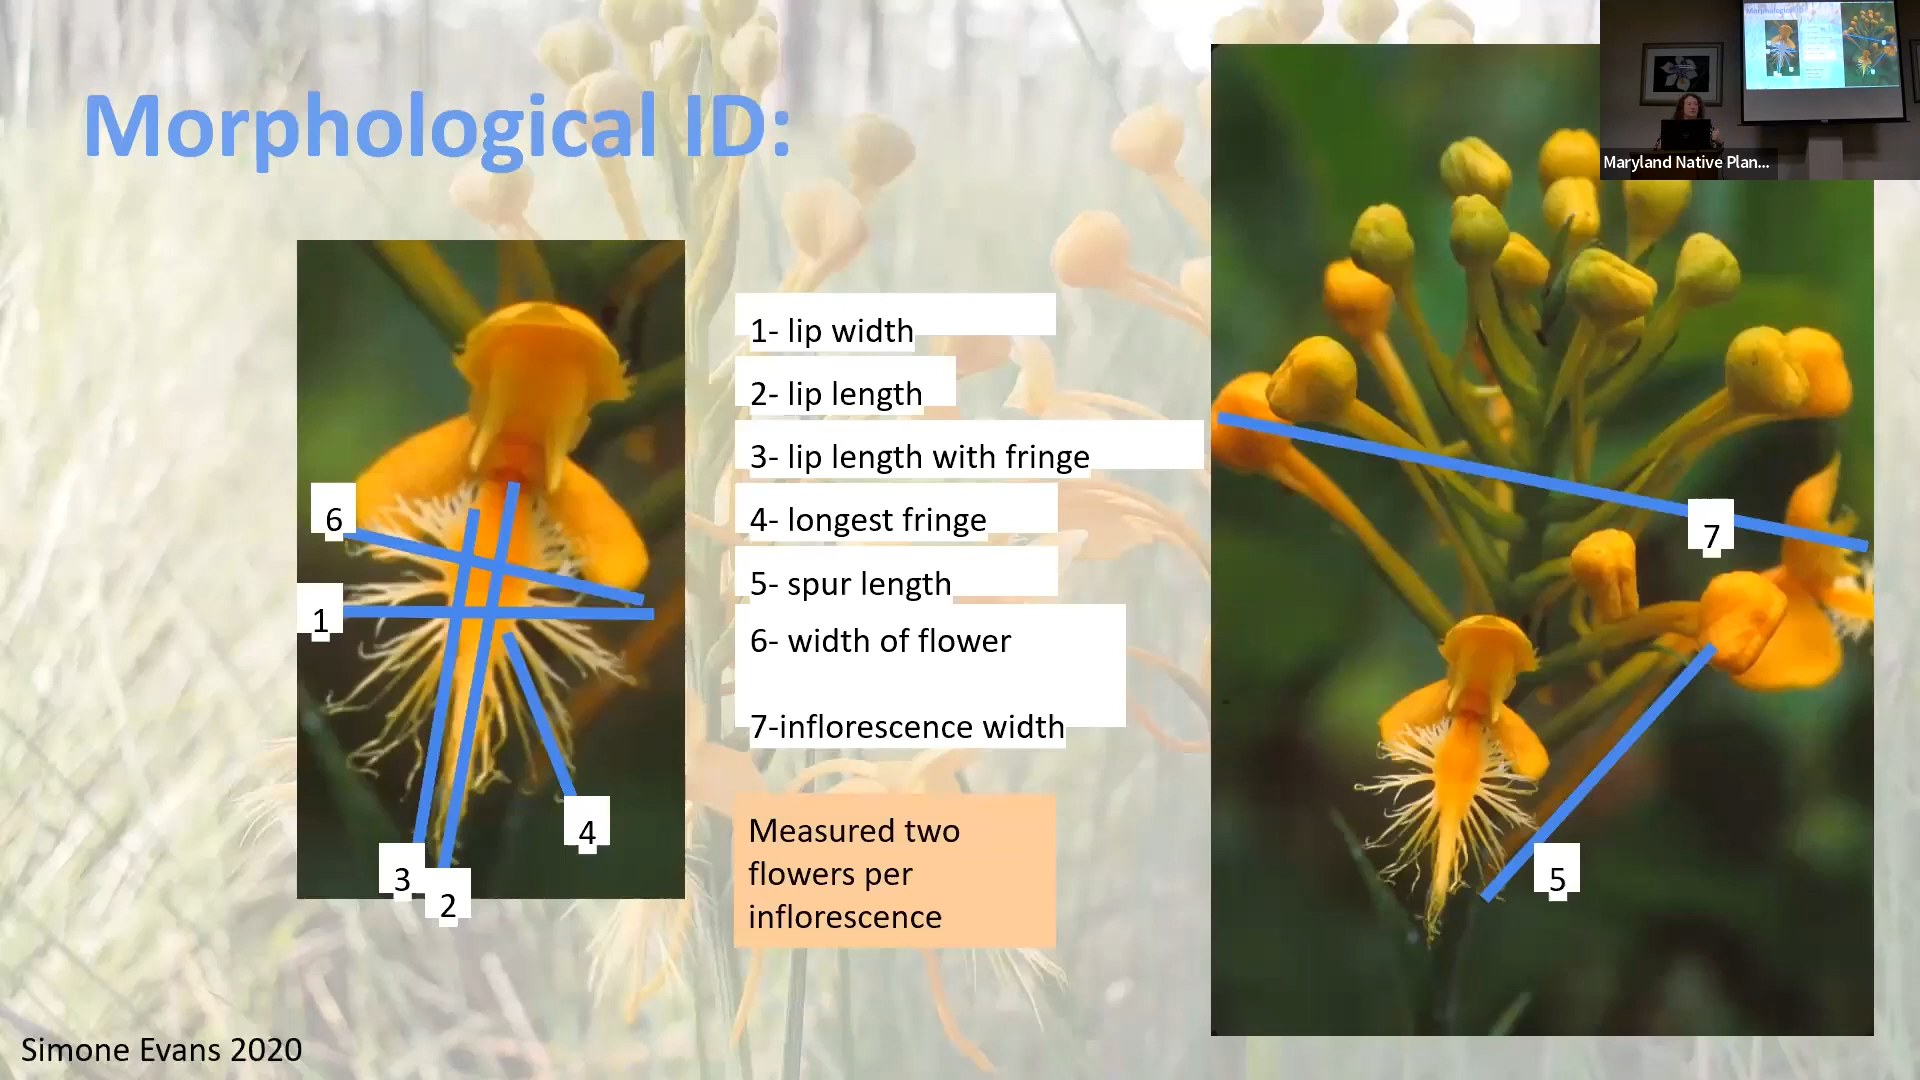 Morphological ID:
Maryland Native Plan...
1- lip width
2- lip length
3- lip length with fringe
4- longest fringe
5- spur length
6- width of flower
7-inflorescence width
Measured two
flowers per
inflorescence
6
1
3
2
4
7
5
Simone Evans 2020